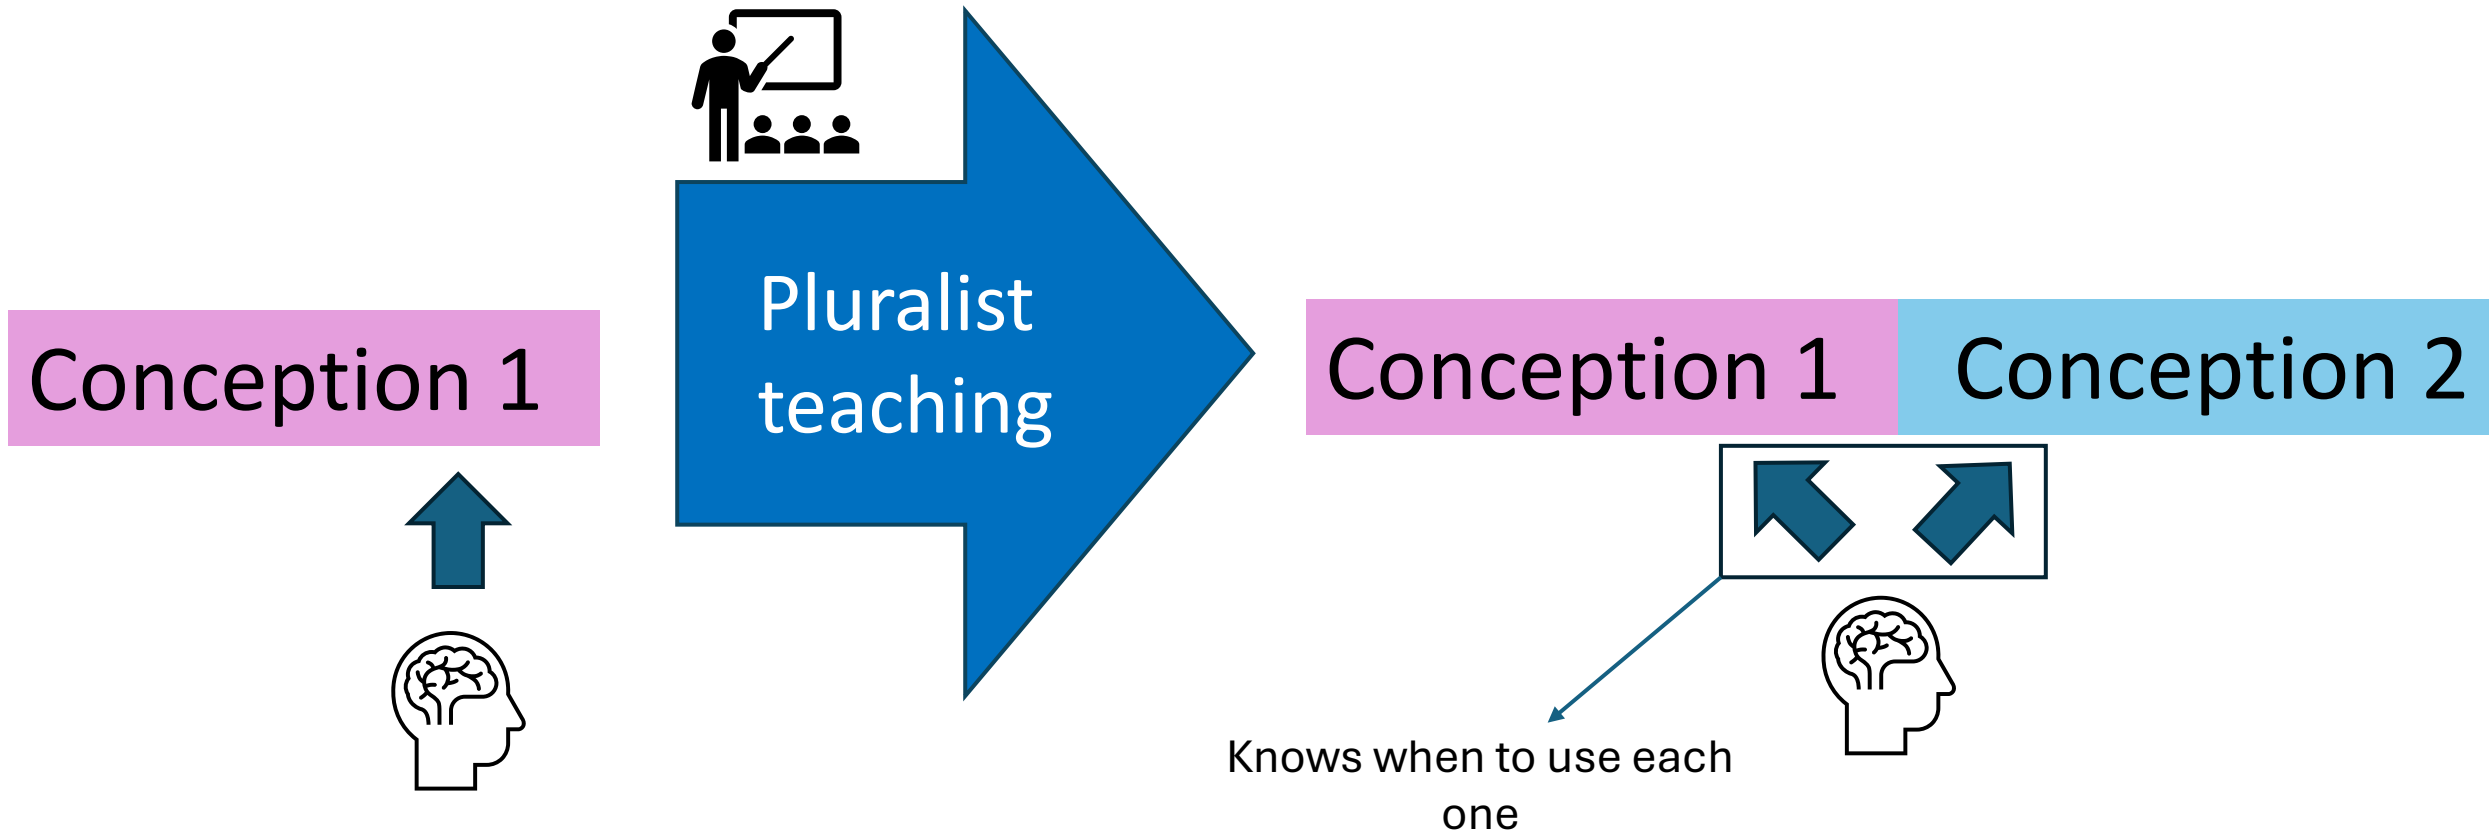 Conception 1
Pluralist
teaching
Conception 1
Conception 2
Knows when to use each
one